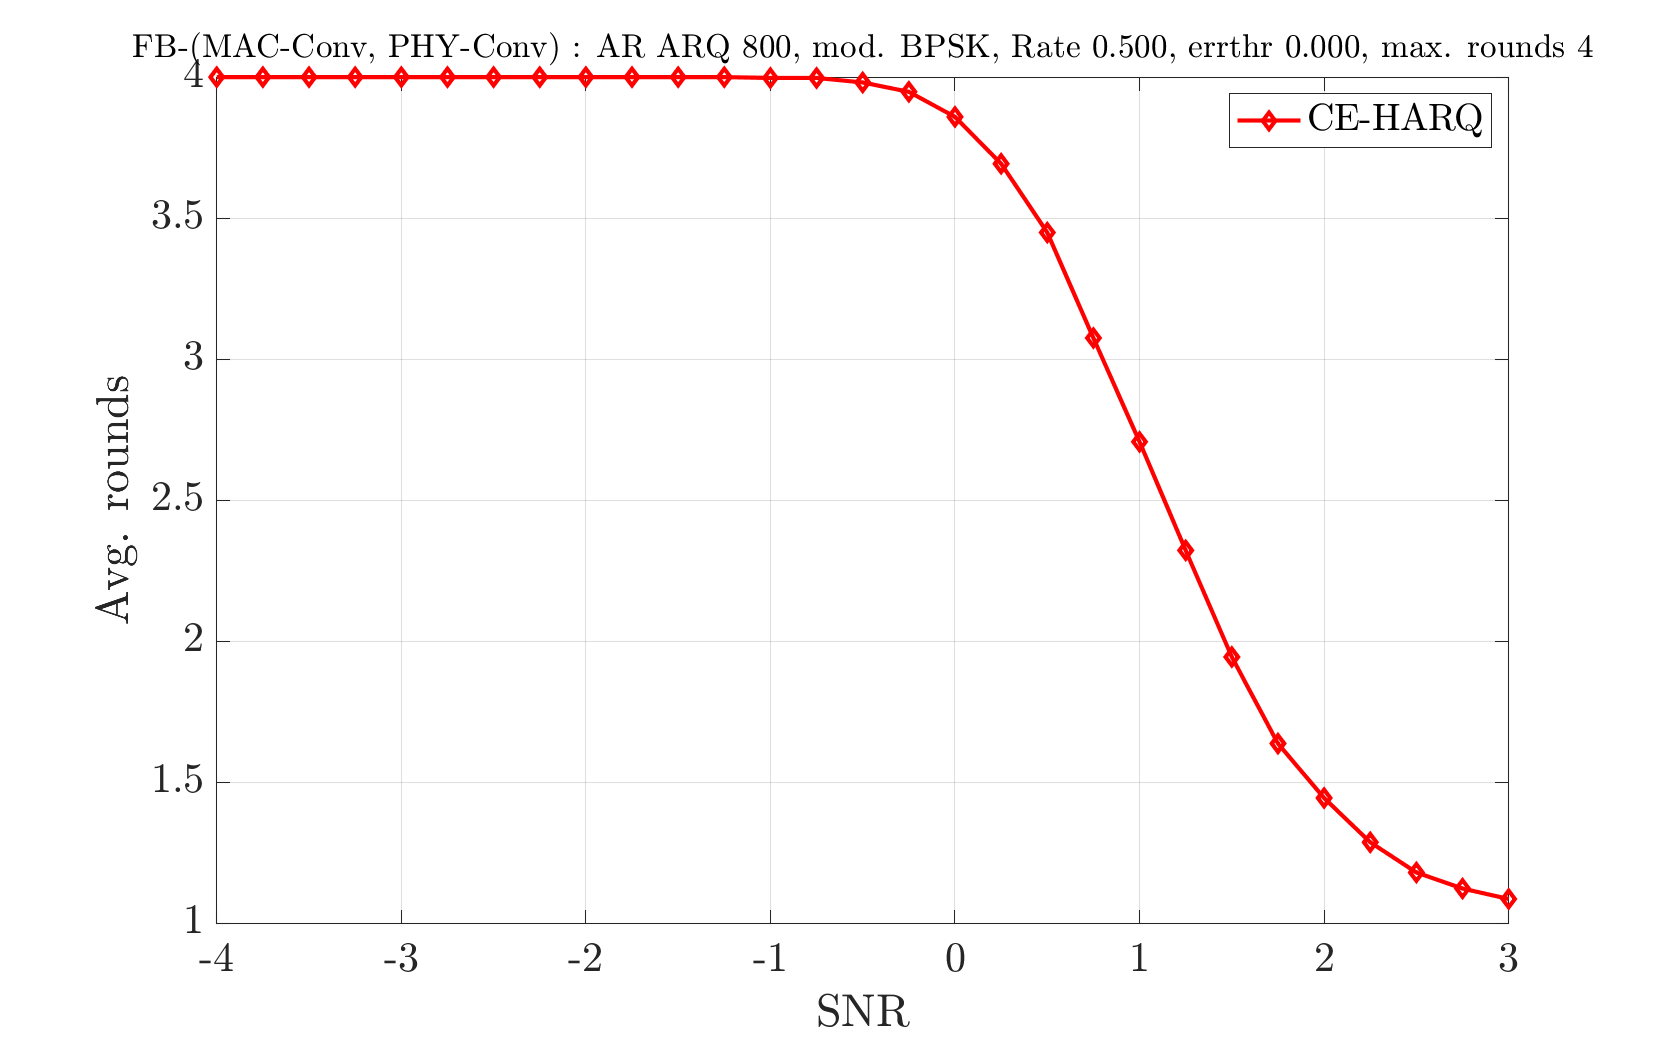 FB-(MAC-Conv, PHY-Conv) : AR ARQ 800, mod. BPSK, Rate 0.500, errthr 0.000, max. rounds 4
CE-HARQ
4
3.5
3
2.5
2
1.5
1
Avg. rounds
-4 -3 -2 -1 0 1 2 3
SNR